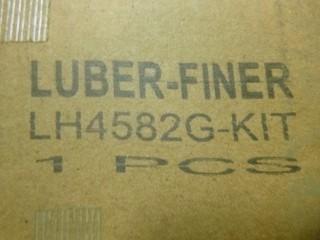 LUBER-FINER
LH4582G-KIT
1 PCS